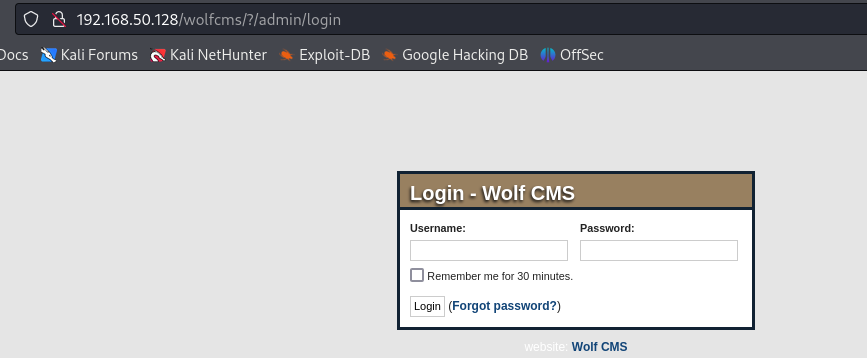 192.168.50.128/wolfcms/?/admin/login
Docs Kali Forums Kali NetHunter Exploit-DB Google Hacking DB OffSec
Login - Wolf CMS
Username: Password:
Remember me for 30 minutes.
Login (Forgot password?)
website: Wolf CMS